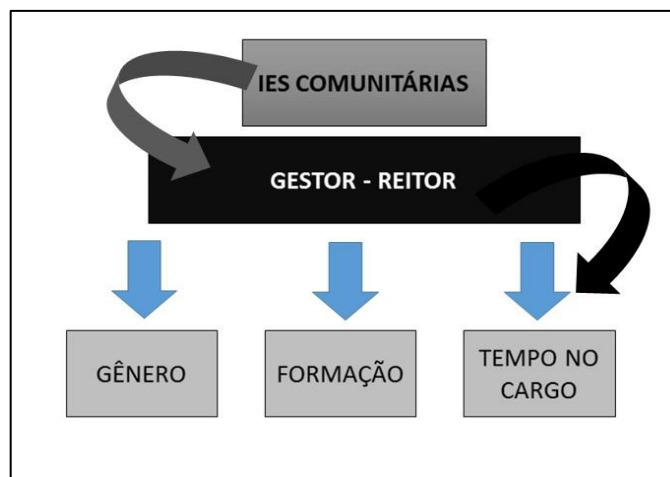 IES COMUNITÁRIAS
GESTOR - REITOR
GÊNERO
FORMAÇÃO
TEMPO NO
CARGO